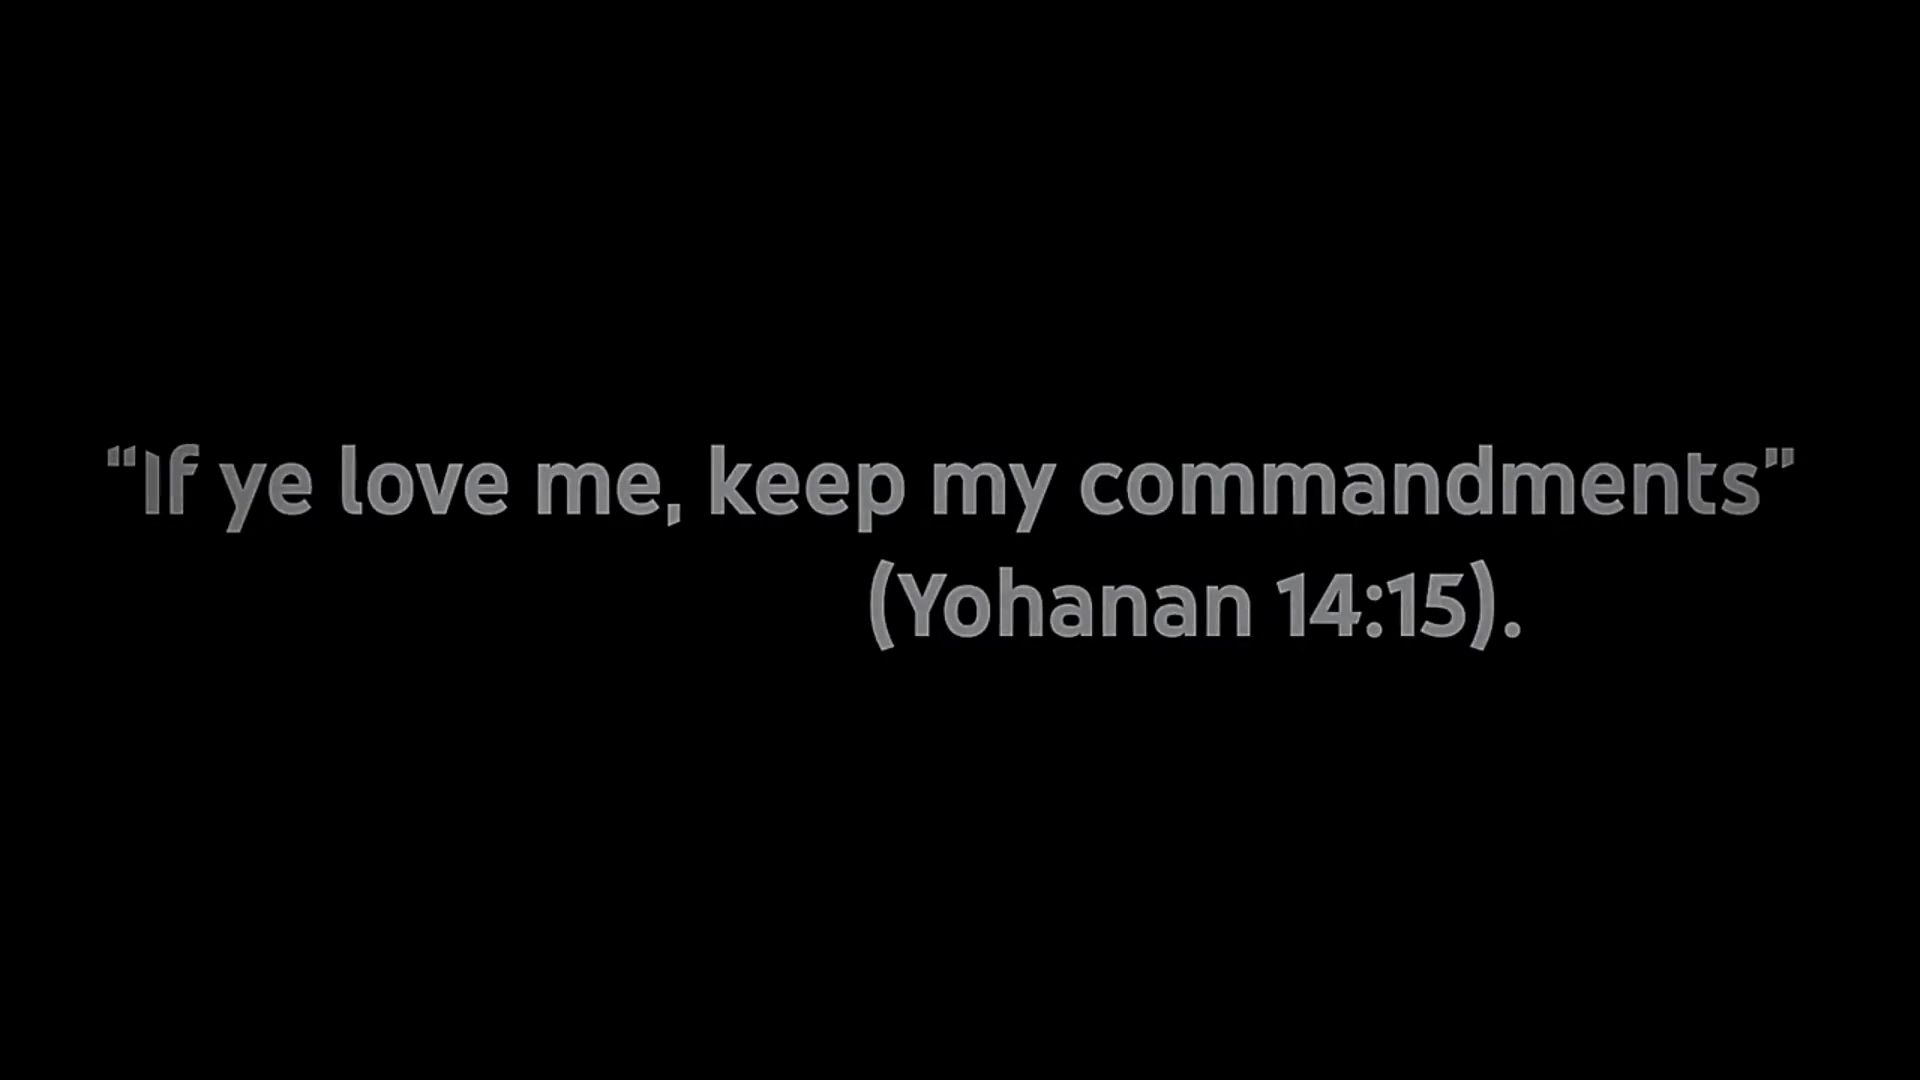 “If ye love me, keep my commandments”
(Yohanan 14:15).